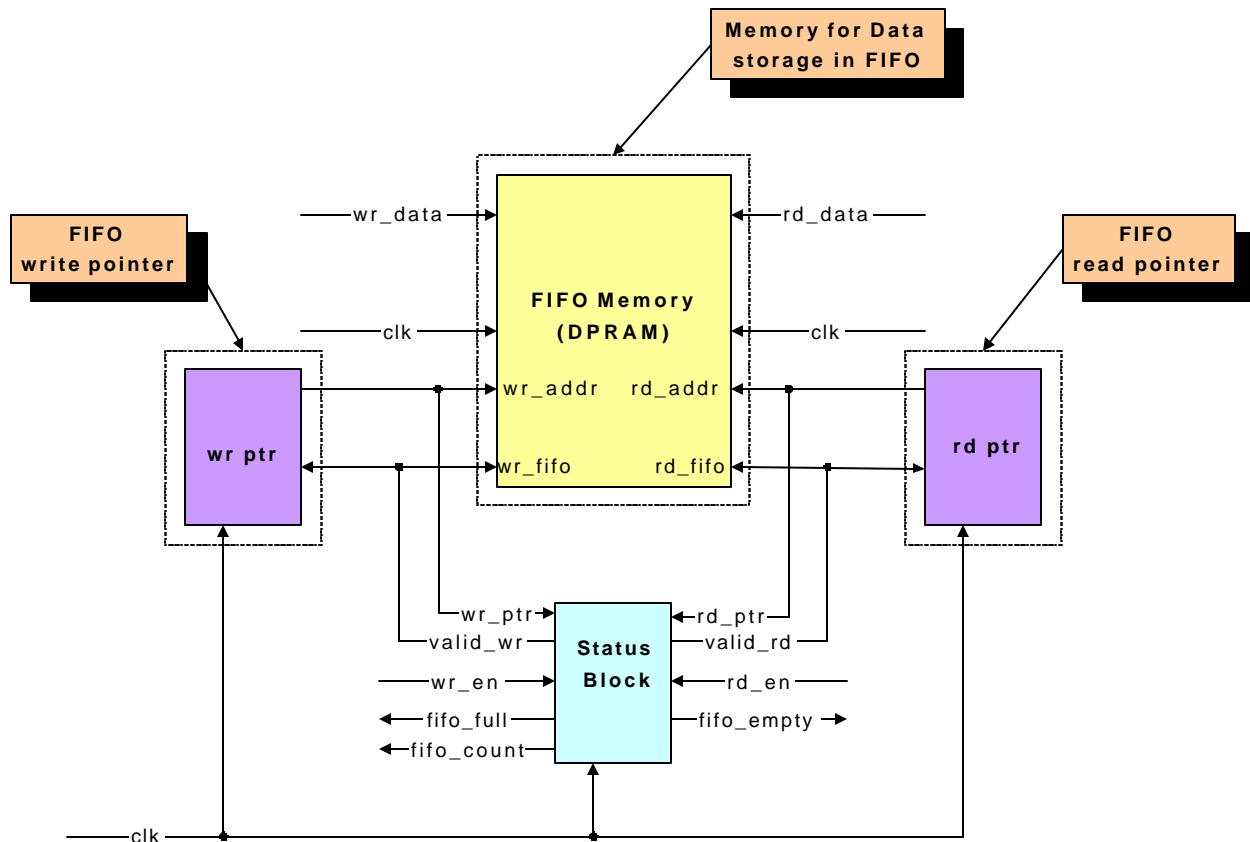 Memory for Data
storage in FIFO
wr_data
rd_data
FIFO
write pointer
FIFO
read pointer
FIFO Memory
(DPRAM)
clk
clk
wr_addr
rd_addr
wr ptr
rd ptr
wr_fifo
rd_fifo
wr_ptr
rd_ptr
valid_wr
valid_rd
Status
Block
wr_en
rd_en
fifo_full
fifo_empty
fifo_count
clk